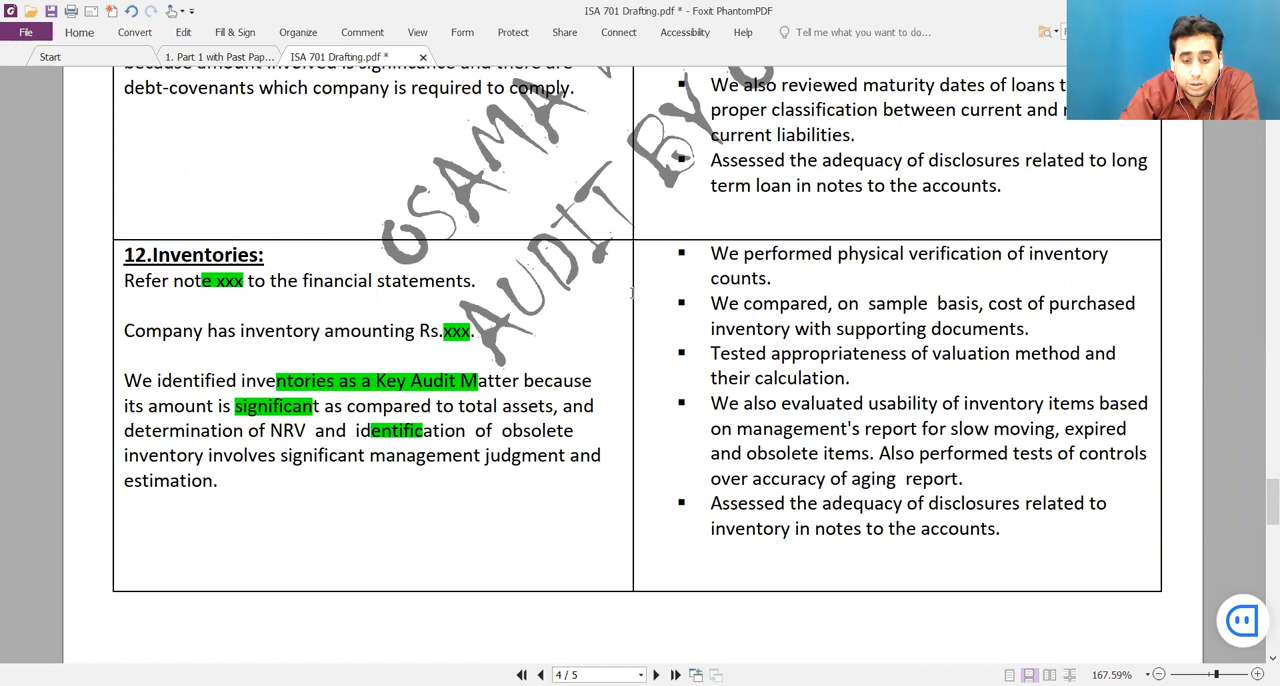 ISA 701 Drafting.pdf * - Foxit PhantomPDF
File Home Convert Edit Fill & Sign Organize Comment View Form Protect Share Connect Accessibility Help Tell me what you want to do...
Start 1. Part 1 with Past Pap... ISA 701 Drafting.pdf *
debt-covenants which company is required to comply.
OSAMA
AUDIT BY
12.Inventories:
Refer note xxx to the financial statements.
Company has inventory amounting Rs.xxx.
We identified inventories as a Key Audit Matter because
its amount is significant as compared to total assets, and
determination of NRV and identification of obsolete
inventory involves significant management judgment and
estimation.
We also reviewed maturity dates of loans
proper classification between current and
current liabilities.
Assessed the adequacy of disclosures related to long
term loan in notes to the accounts.
We performed physical verification of inventory
counts.
We compared, on sample basis, cost of purchased
inventory with supporting documents.
Tested appropriateness of valuation method and
their calculation.
We also evaluated usability of inventory items based
on management's report for slow moving, expired
and obsolete items. Also performed tests of controls
over accuracy of aging report.
Assessed the adequacy of disclosures related to
inventory in notes to the accounts.
4 / 5
167.59%